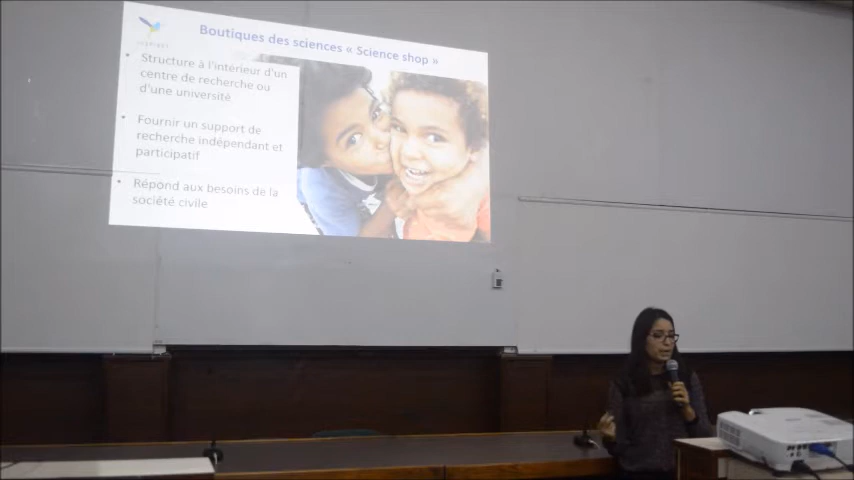 Boutiques des sciences « Science shop »
• Structure à l'intérieur d'un
centre de recherche ou
d'une université
• Fournir un support de
recherche indépendant et
participatif
• Répond aux besoins de la
société civile